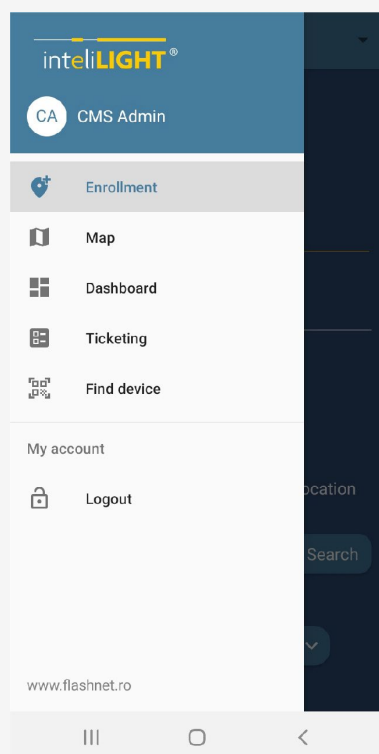 inteliLIGHT®
CA CMS Admin
Enrollment
Map
Dashboard
Ticketing
Find device
My account
Logout
ocation
Search
www.flashnet.ro